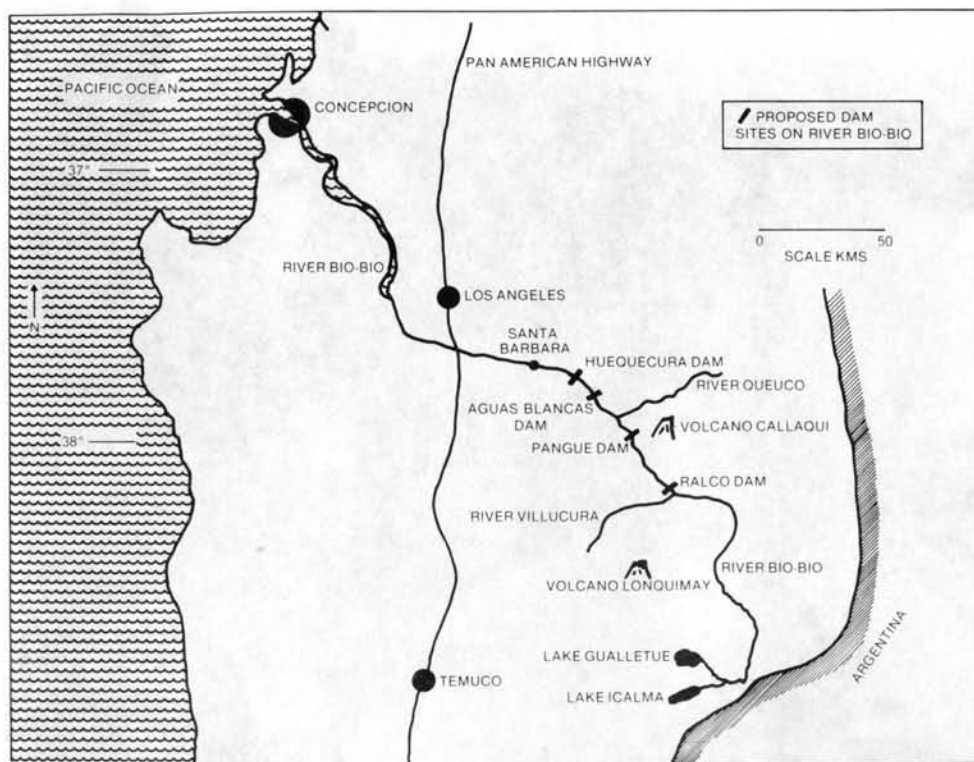 PACIFIC OCEAN
CONCEPCION
PAN AMERICAN HIGHWAY
PROPOSED DAM
SITES ON RIVER BIO-BIO
37°
0 50
SCALE KMS
RIVER BIO-BIO
LOS ANGELES
N
SANTA
BARBARA
HUEQUECURA DAM
RIVER QUEUCO
AGUAS BLANCAS
DAM
VOLCANO CALLAQUI
38°
PANGUE DAM
RALCO DAM
RIVER VILLUCURA
RIVER BIO-BIO
VOLCANO LONQUIMAY
LAKE GUALLETUE
ARGENTINA
TEMUCO
LAKE ICALMA